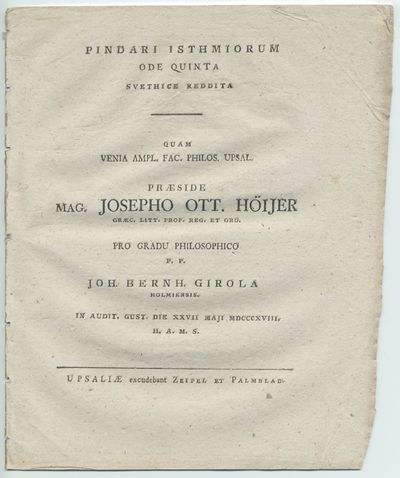 PINDARI ISTHMIORUM
ODE QUINTA
SVETHICE REDDITA
QUAM
VENIA AMPL. FAC. PHILOS. UPSAL.
PRÆSIDE
MAG. JOSEPHO OTT. HÖIJER
GRÆC. LITT. PROF. REG. ET ORD.
PRO GRADU PHILOSOPHICO
P. P.
JOH. BERNH. GIROLA
HOLMIENSIS.
IN AUDIT. GUST. DIE XXVII MAJI MDCCCXVIII.
H. A. M. S.
UPSALIÆ excudebant ZEIPEL ET PALMBLAD.